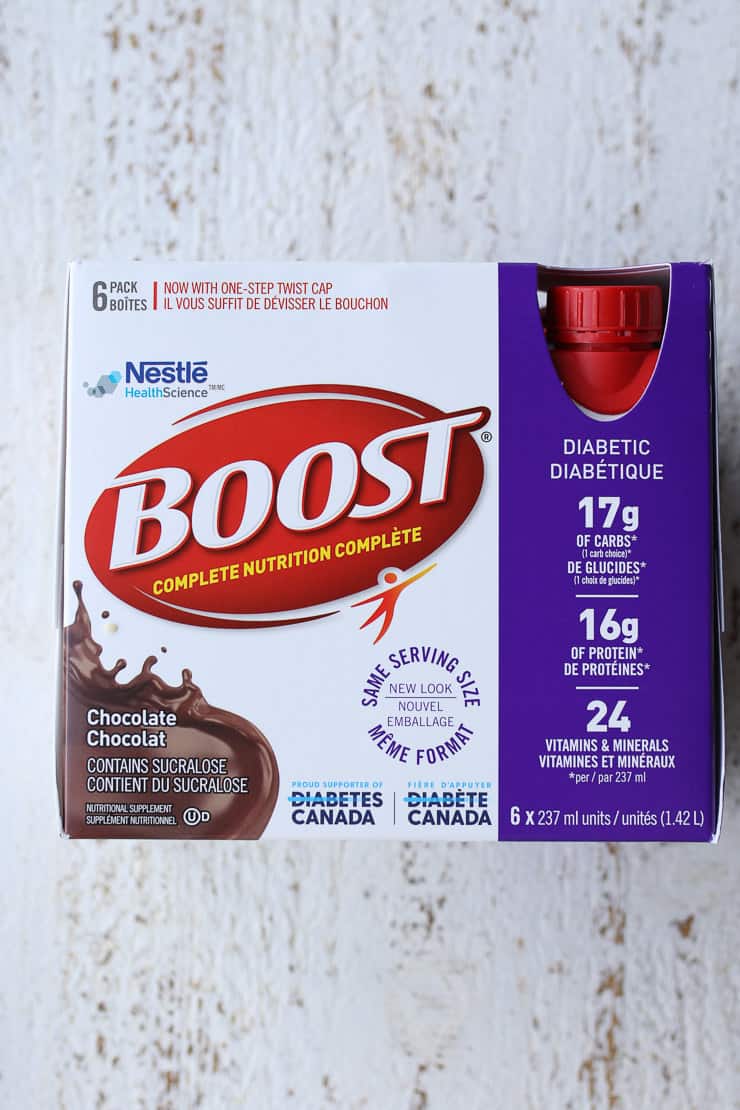 6 PACK
BOÎTES
NOW WITH ONE-STEP TWIST CAP
IL VOUS SUFFIT DE DÉVISSER LE BOUCHON
Nestlé
HealthScience TM/MC
BOOST®
COMPLETE NUTRITION COMPLÈTE
SAME SERVING SIZE
NEW LOOK
NOUVEL
EMBALLAGE
MÊME FORMAT
Chocolate
Chocolat
CONTAINS SUCRALOSE
CONTIENT DU SUCRALOSE
NUTRITIONAL SUPPLEMENT
SUPPLÉMENT NUTRITIONNEL
U D
PROUD SUPPORTER OF
DIABETES
CANADA
FIÈRE D'APPUYER
DIABÈTE
CANADA
DIABETIC
DIABÉTIQUE
17g
OF CARBS*
(1 carb choice)*
DE GLUCIDES*
(1 choix de glucides)*
16g
OF PROTEIN*
DE PROTÉINES*
24
VITAMINS & MINERALS
VITAMINES ET MINÉRAUX
*per / par 237 ml
6 x 237 ml units / unités (1.42 L)